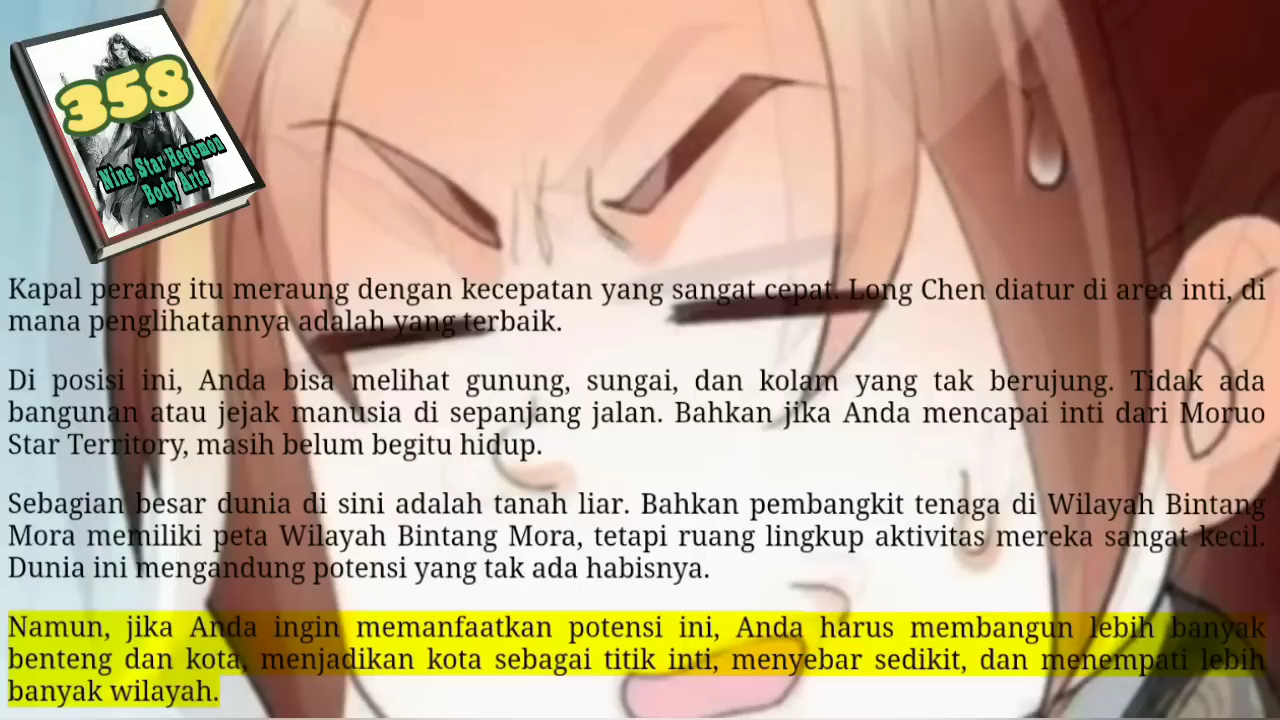 358
Nine Star Hegemon
Body Arts
Kapal perang itu meraung dengan kecepatan yang sangat cepat. Long Chen diatur di area inti, di
mana penglihatannya adalah yang terbaik.
Di posisi ini, Anda bisa melihat gunung, sungai, dan kolam yang tak berujung. Tidak ada
bangunan atau jejak manusia di sepanjang jalan. Bahkan jika Anda mencapai inti dari Moruo
Star Territory, masih belum begitu hidup.
Sebagian besar dunia di sini adalah tanah liar. Bahkan pembangkit tenaga di Wilayah Bintang
Mora memiliki peta Wilayah Bintang Mora, tetapi ruang lingkup aktivitas mereka sangat kecil.
Dunia ini mengandung potensi yang tak ada habisnya.
Namun, jika Anda ingin memanfaatkan potensi ini, Anda harus membangun lebih banyak
benteng dan kota, menjadikan kota sebagai titik inti, menyebar sedikit, dan menempati lebih
banyak wilayah.